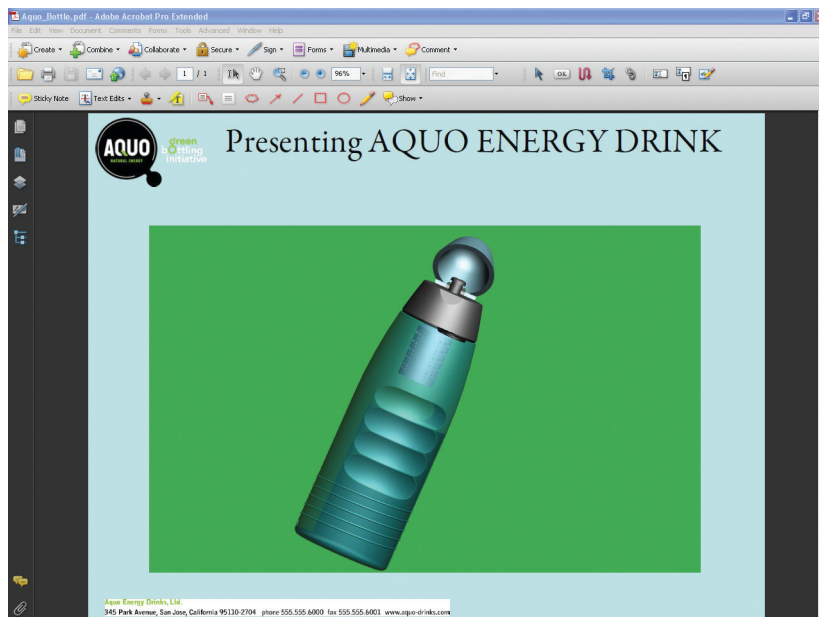 Aquo_Bottle.pdf - Adobe Acrobat Pro Extended
File Edit View Document Comments Forms Tools Advanced Window Help
Create Combine Collaborate Secure Sign Forms Multimedia Comment
1 / 1 96% Find OK
Sticky Note Text Edits Show
AQUO
NATURAL ENERGY
green
bottling
initiative
Presenting AQUO ENERGY DRINK
Aquo Energy Drinks, Ltd.
345 Park Avenue, San Jose, California 95110-2704 phone 555.555.6000 fax 555.555.6001 www.aquo-drinks.com